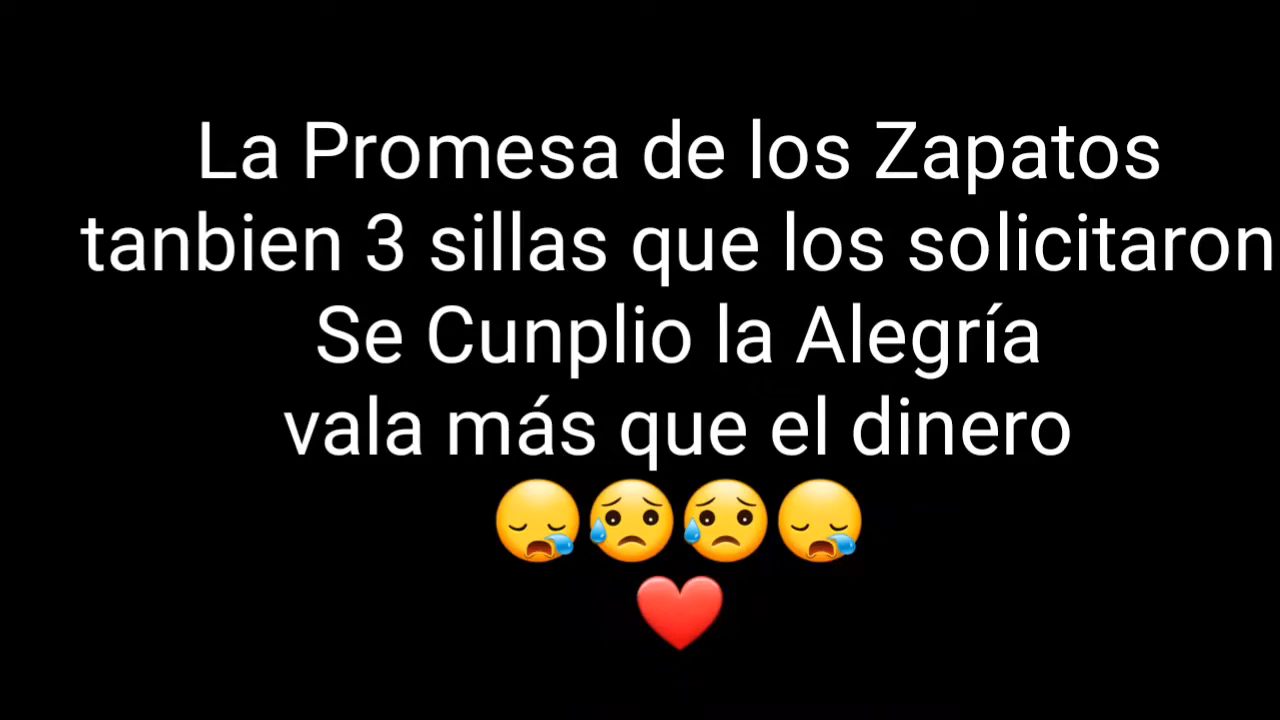 La Promesa de los Zapatos
tanbien 3 sillas que los solicitaron
Se Cunplio la Alegría
vala más que el dinero
😪😥😥😪
❤️